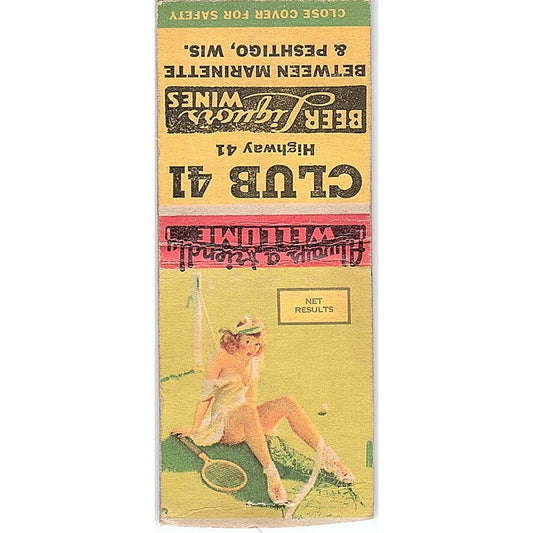 CLOSE COVER FOR SAFETY
CLUB 41
Highway 41
BEER Liquors WINES
BETWEEN MARINETTE
& PESHTIGO, WIS.
Always a friendly
WELCOME
NET
RESULTS